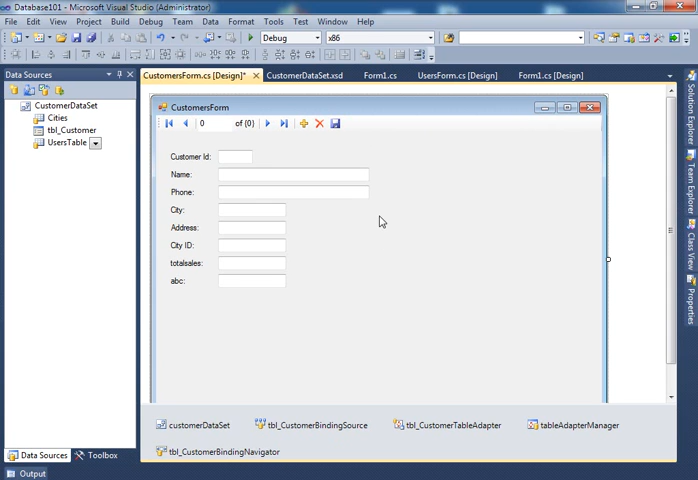 Database101 - Microsoft Visual Studio (Administrator)
File Edit View Project Build Debug Team Data Format Tools Test Window Help
Debug x86
Data Sources
CustomersForm.cs [Design]* CustomerDataSet.xsd Form1.cs UsersForm.cs [Design] Form1.cs [Design]
CustomerDataSet
Cities
tbl_Customer
UsersTable
CustomersForm
0 of {0}
Customer Id:
Name:
Phone:
City:
Address:
City ID:
totalsales:
abc:
customerDataSet tbl_CustomerBindingSource tbl_CustomerTableAdapter tableAdapterManager
tbl_CustomerBindingNavigator
Data Sources Toolbox
Output
Solution Explorer
Team Explorer
Class View
Properties